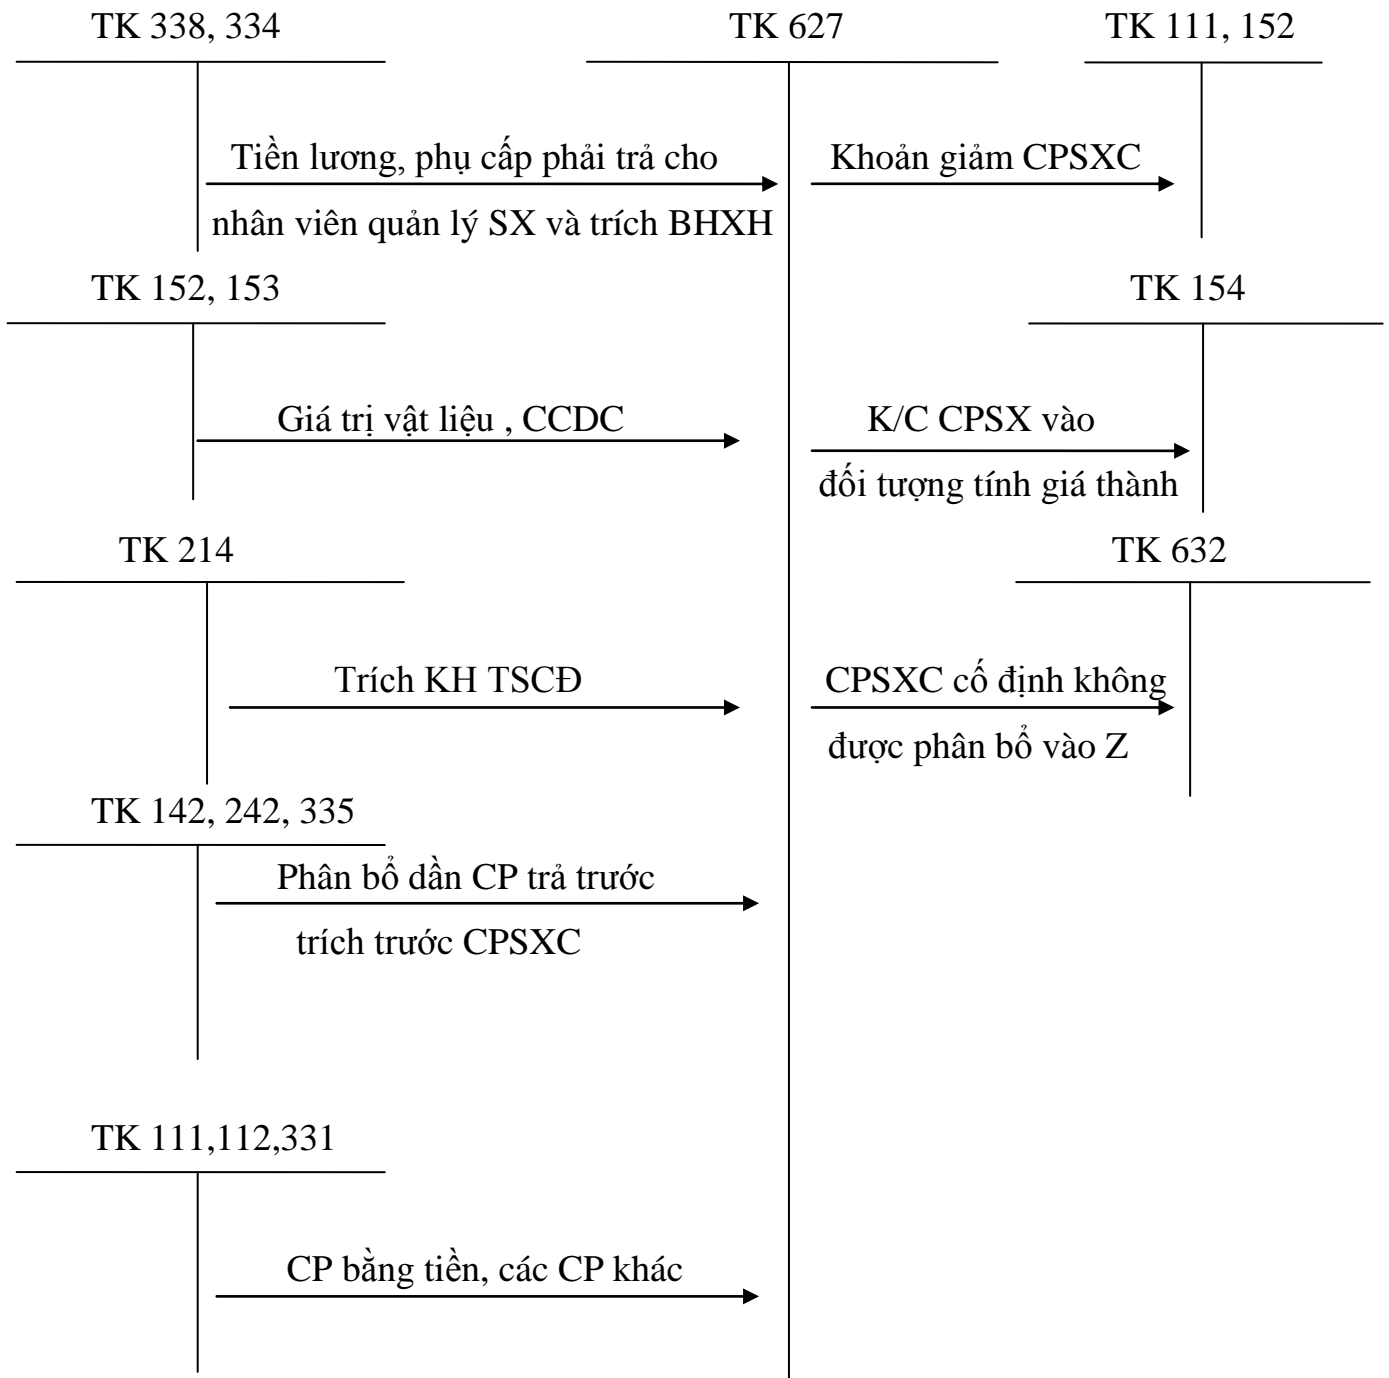 TK 338, 334
TK 627
TK 111, 152
Tiền lương, phụ cấp phải trả cho
nhân viên quản lý SX và trích BHXH
Khoản giảm CPSXC
TK 152, 153
TK 154
Giá trị vật liệu , CCDC
K/C CPSX vào
đối tượng tính giá thành
TK 214
TK 632
Trích KH TSCĐ
CPSXC cố định không
được phân bổ vào Z
TK 142, 242, 335
Phân bổ dần CP trả trước
trích trước CPSXC
TK 111,112,331
CP bằng tiền, các CP khác